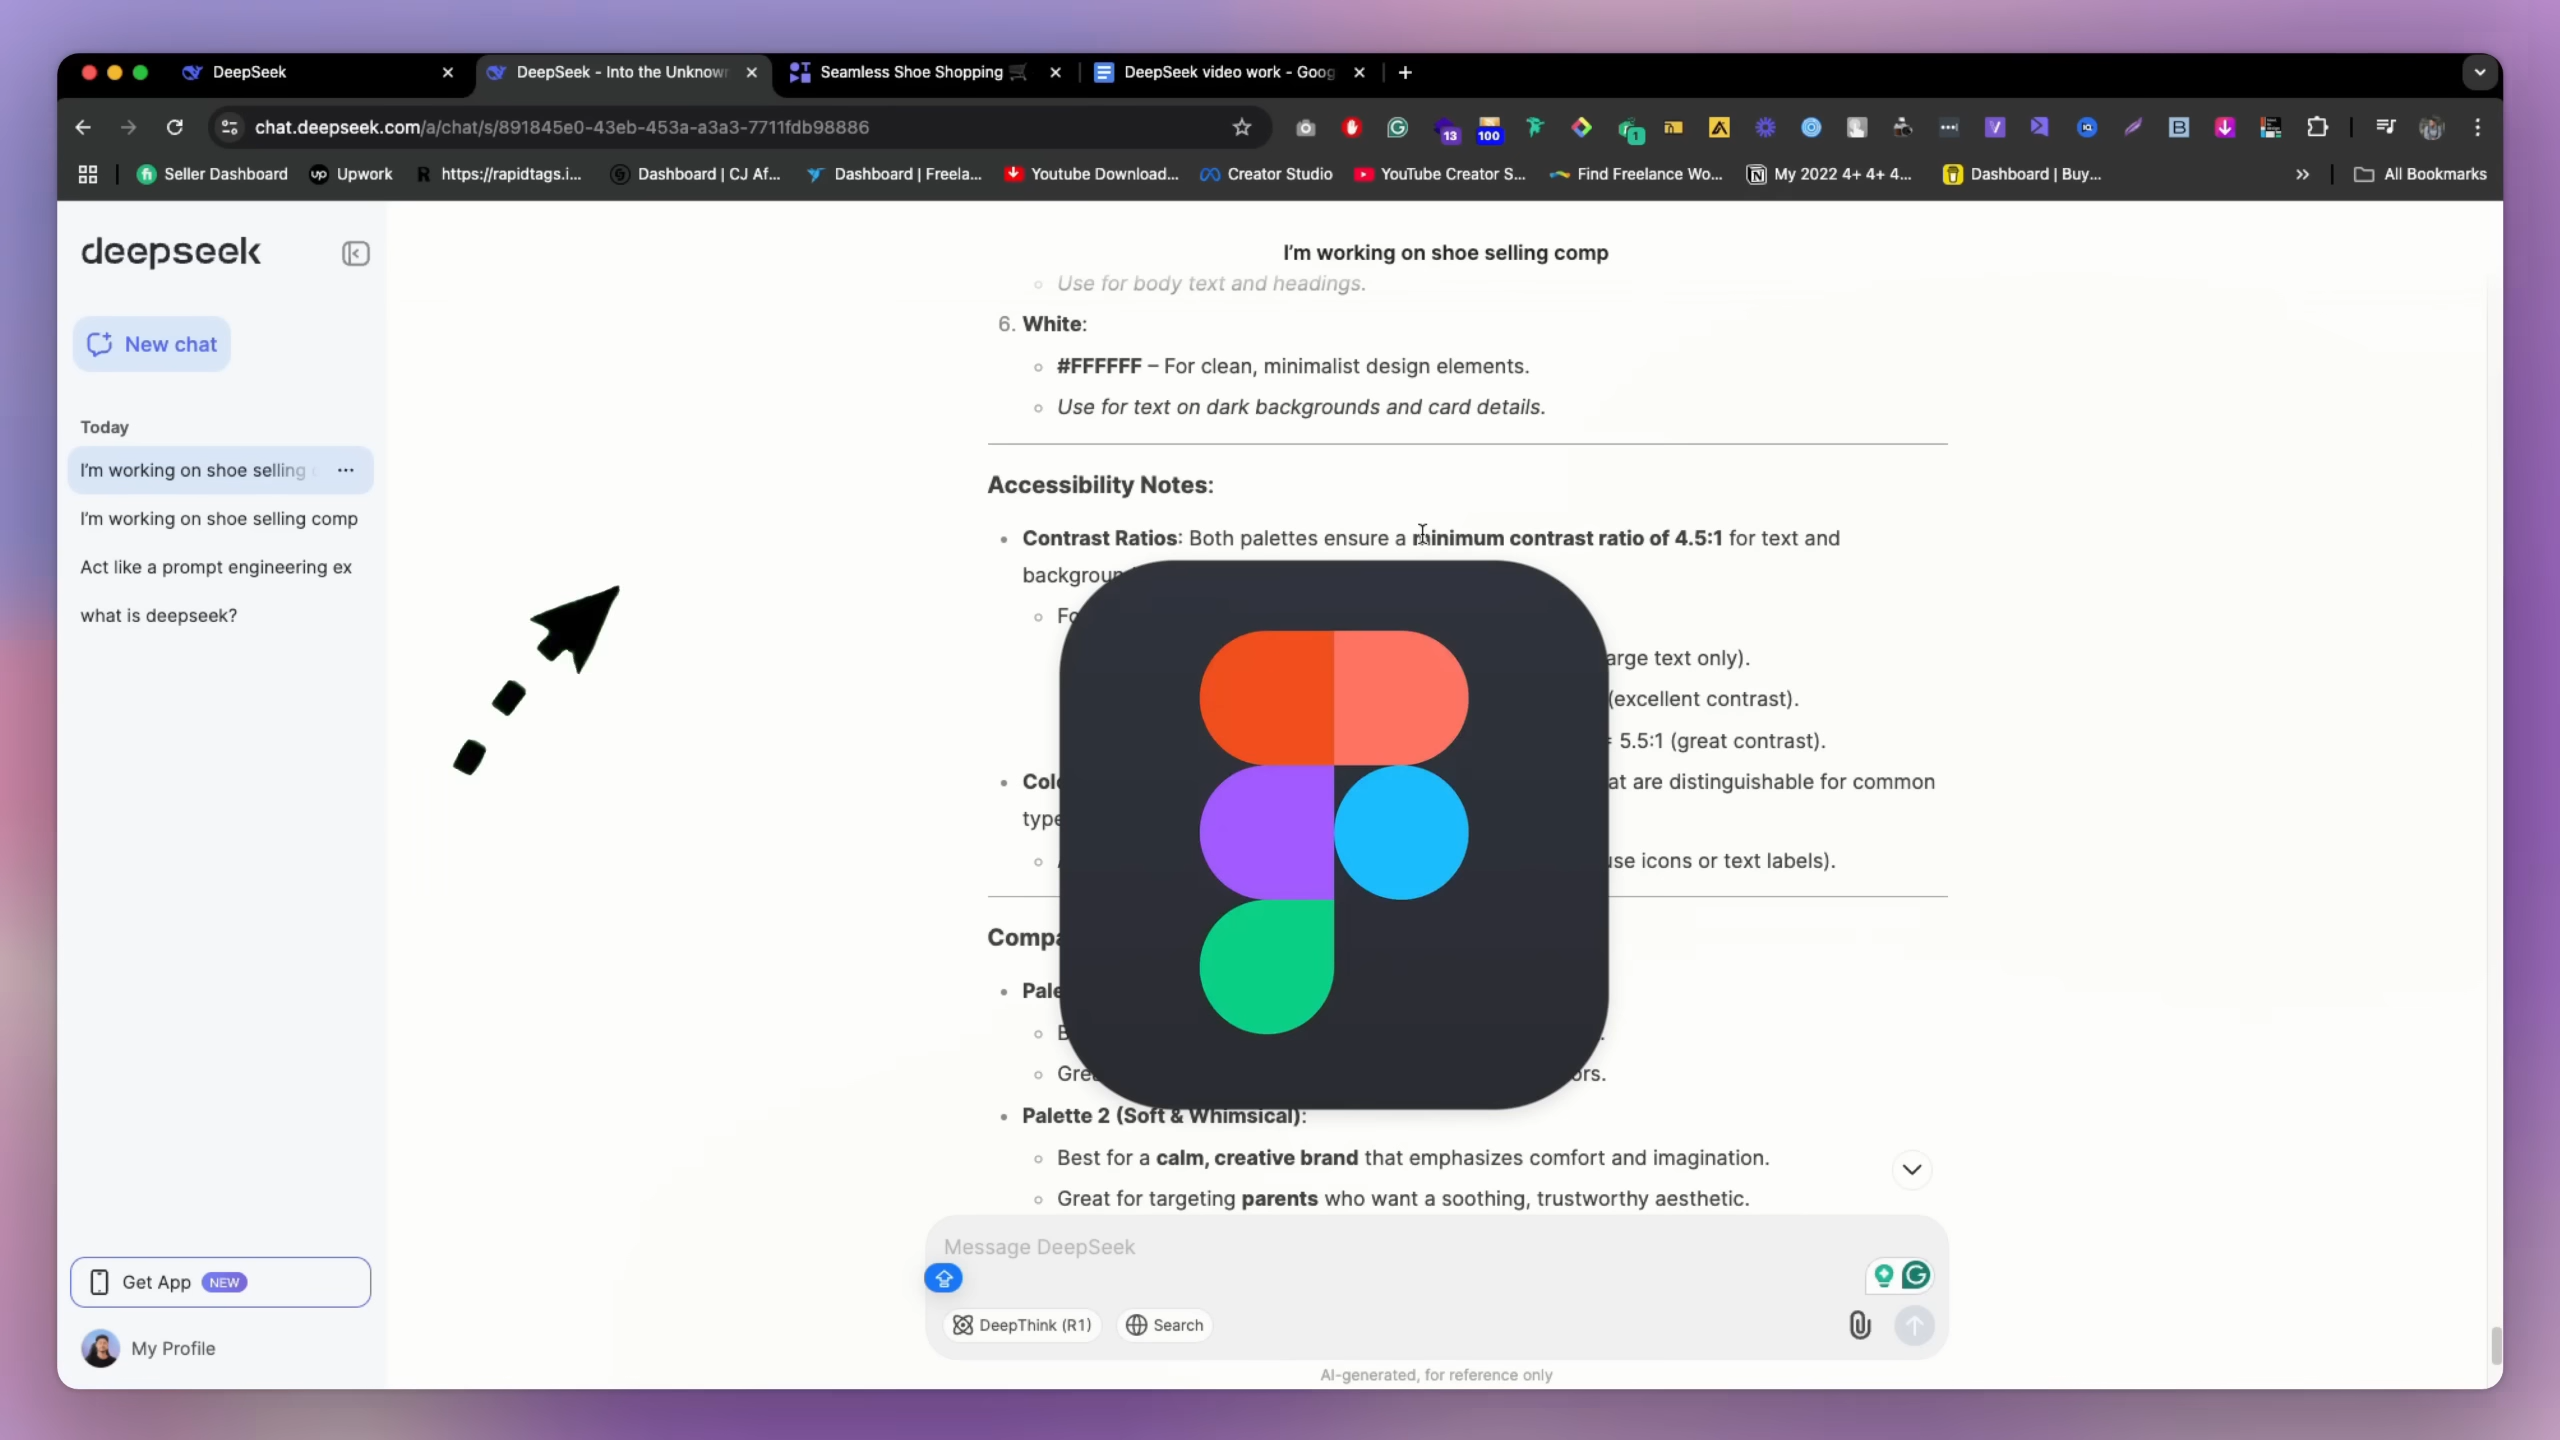 DeepSeek
DeepSeek - Into the Unknown
Seamless Shoe Shopping
DeepSeek video work - Goog
chat.deepseek.com/a/chat/s/891845e0-43eb-453a-a3a3-7711fdb98886
13
100
1
Seller Dashboard
Upwork
https://rapidtags.i...
Dashboard | CJ Af...
Dashboard | Freela...
Youtube Download...
Creator Studio
YouTube Creator S...
Find Freelance Wo...
My 2022 4+ 4+ 4...
Dashboard | Buy...
All Bookmarks
deepseek
New chat
Today
I'm working on shoe selling
I'm working on shoe selling comp
Act like a prompt engineering ex
what is deepseek?
Get App NEW
My Profile
I'm working on shoe selling comp
Use for body text and headings.
6. White:
#FFFFFF – For clean, minimalist design elements.
Use for text on dark backgrounds and card details.
Accessibility Notes:
Contrast Ratios: Both palettes ensure a minimum contrast ratio of 4.5:1 for text and
text only).
(excellent contrast).
5.5:1 (great contrast).
are distinguishable for common
icons or text labels).
Palette 2 (Soft & Whimsical):
Best for a calm, creative brand that emphasizes comfort and imagination.
Great for targeting parents who want a soothing, trustworthy aesthetic.
Message DeepSeek
DeepThink (R1)
Search
AI-generated, for reference only